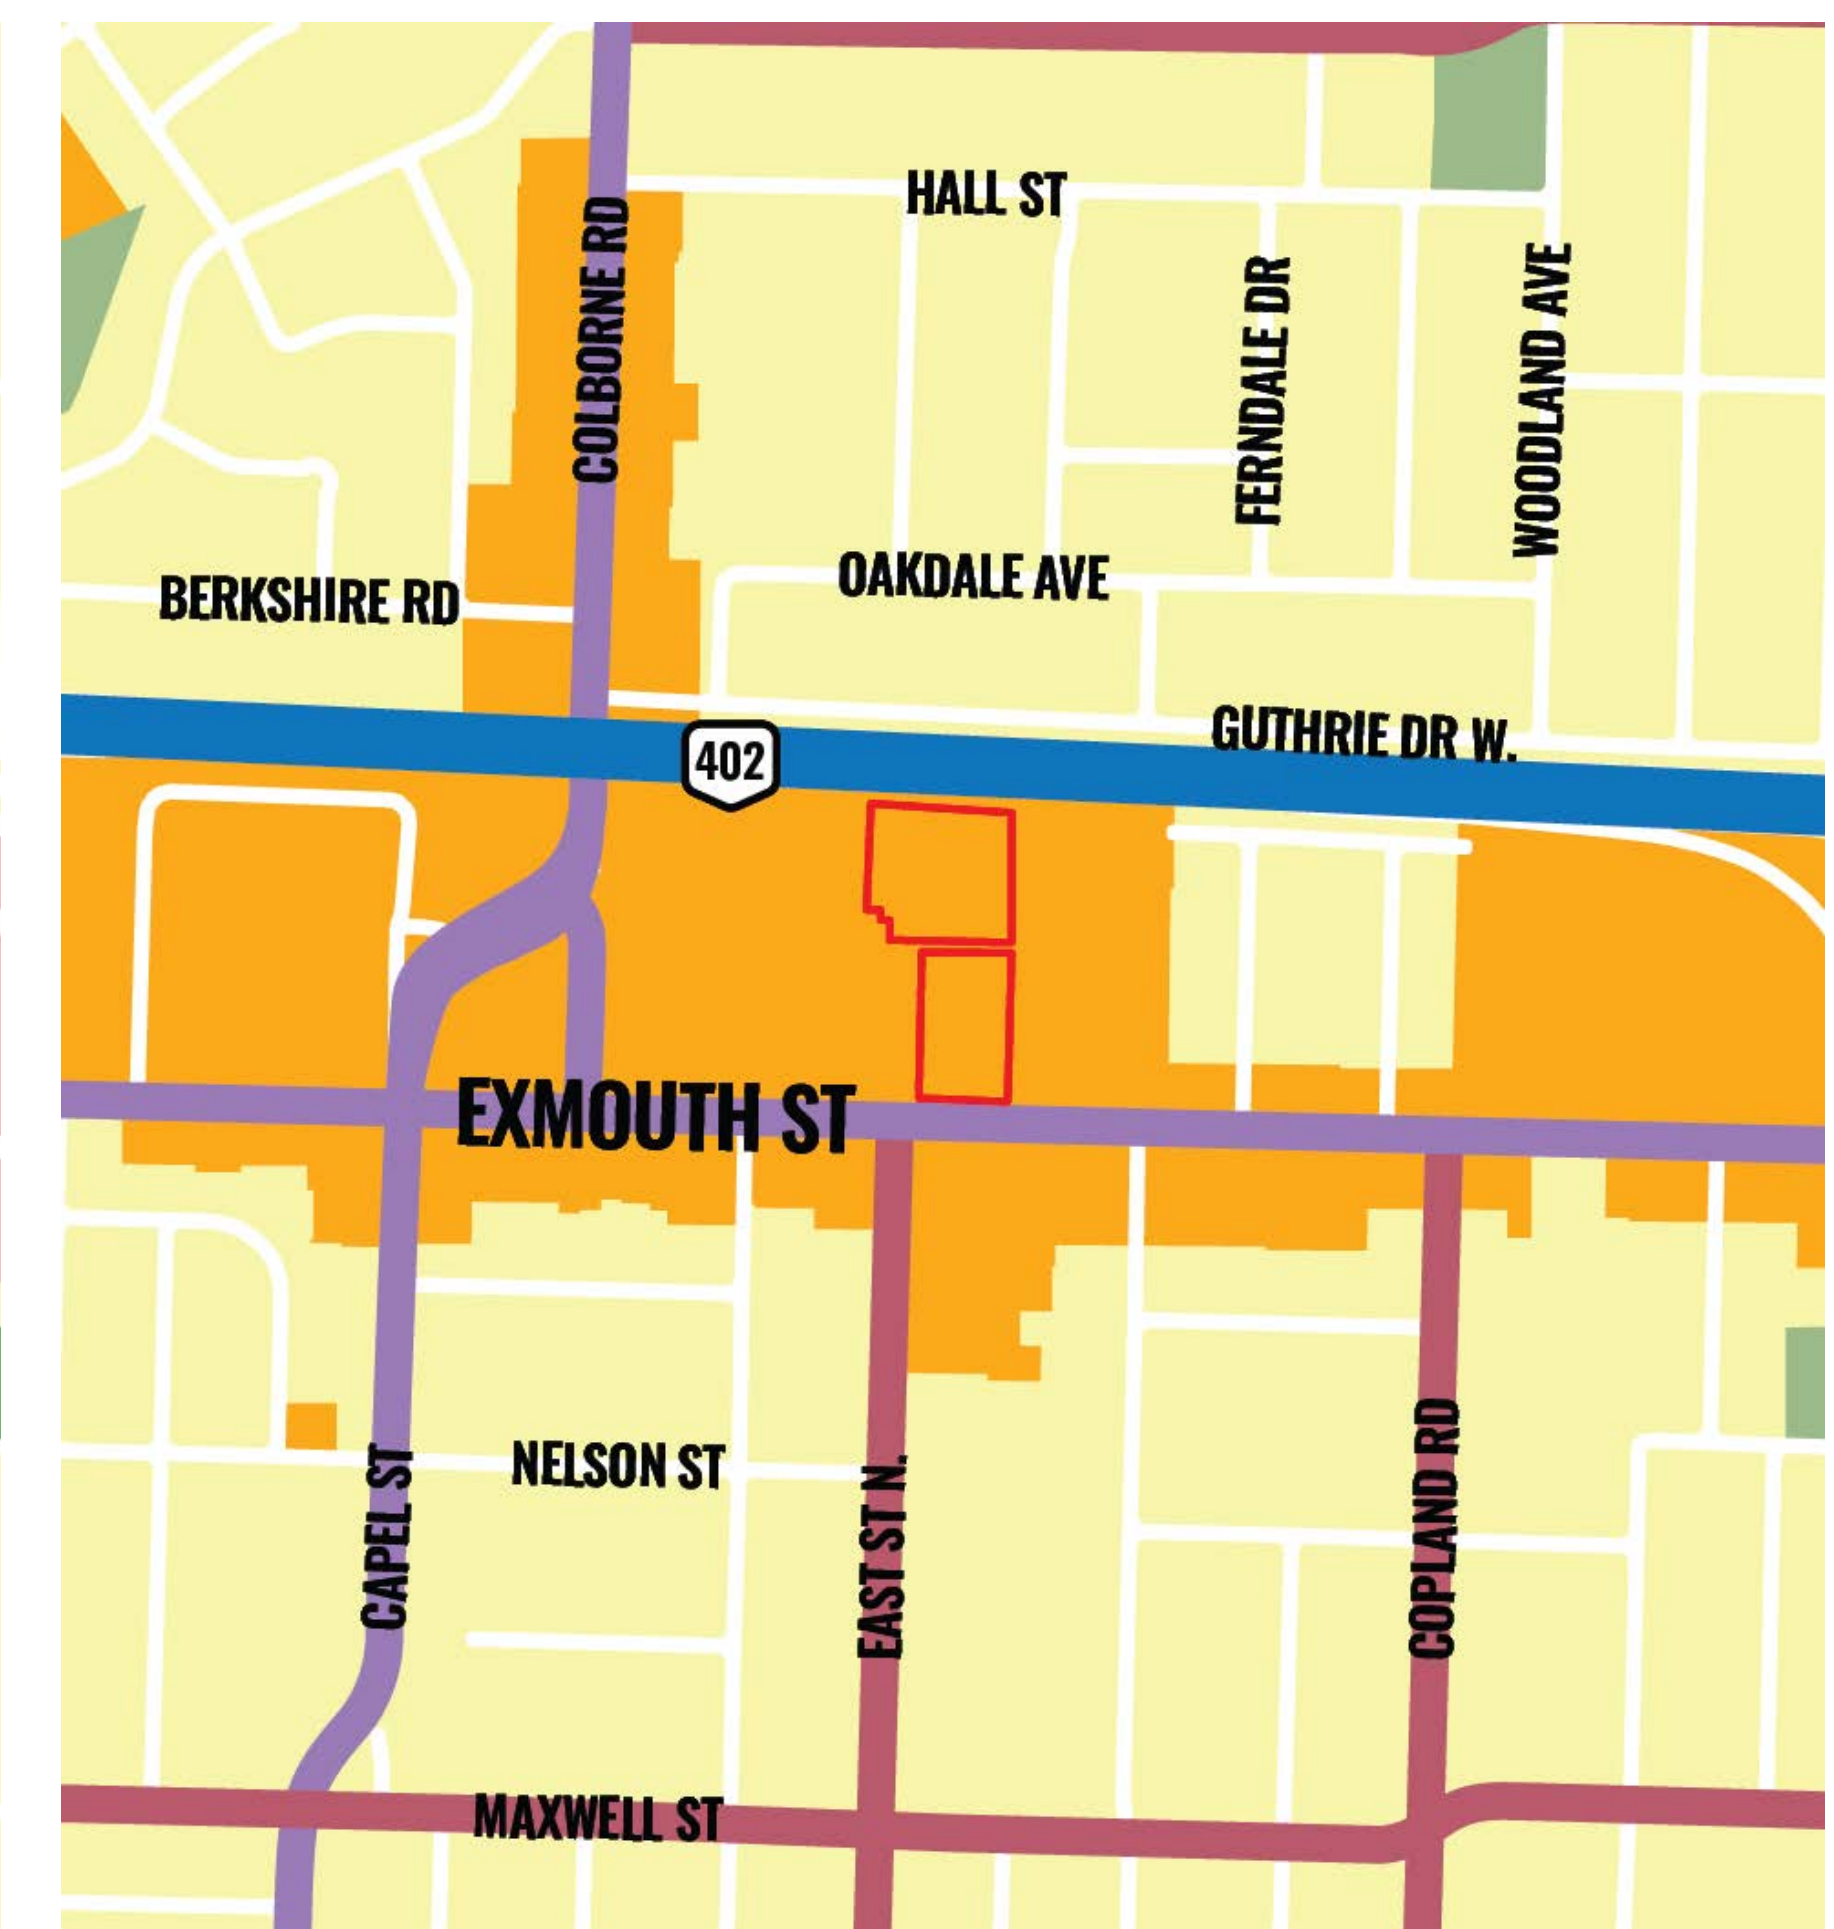 HALL ST
COLBORNE RD
FERNDALE DR
WOODLAND AVE
OAKDALE AVE
BERKSHIRE RD
GUTHRIE DR W.
402
EXMOUTH ST
NELSON ST
CAPEL ST
EAST ST N.
COPLAND RD
MAXWELL ST